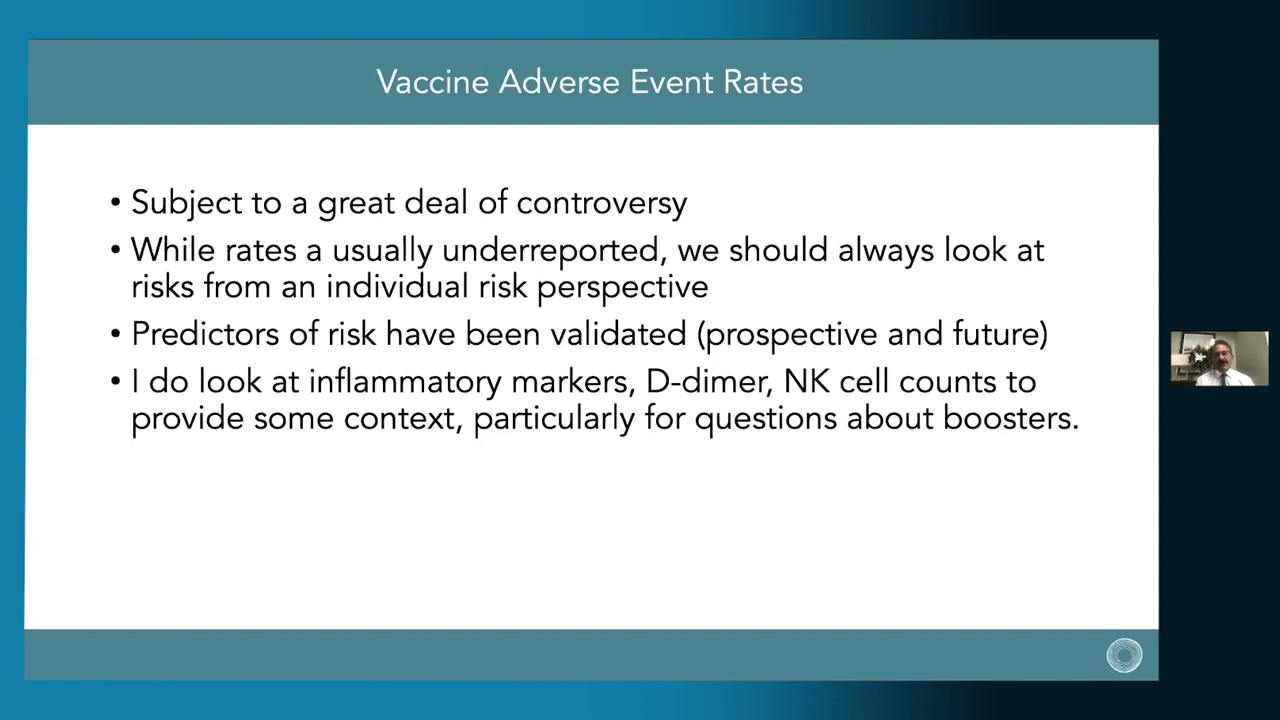 Vaccine Adverse Event Rates
• Subject to a great deal of controversy
• While rates a usually underreported, we should always look at
risks from an individual risk perspective
• Predictors of risk have been validated (prospective and future)
• I do look at inflammatory markers, D-dimer, NK cell counts to
provide some context, particularly for questions about boosters.